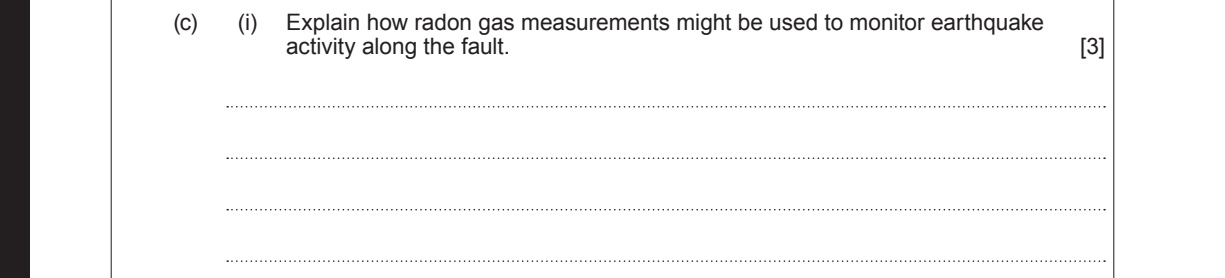 (c) (i) Explain how radon gas measurements might be used to monitor earthquake
activity along the fault. [3]